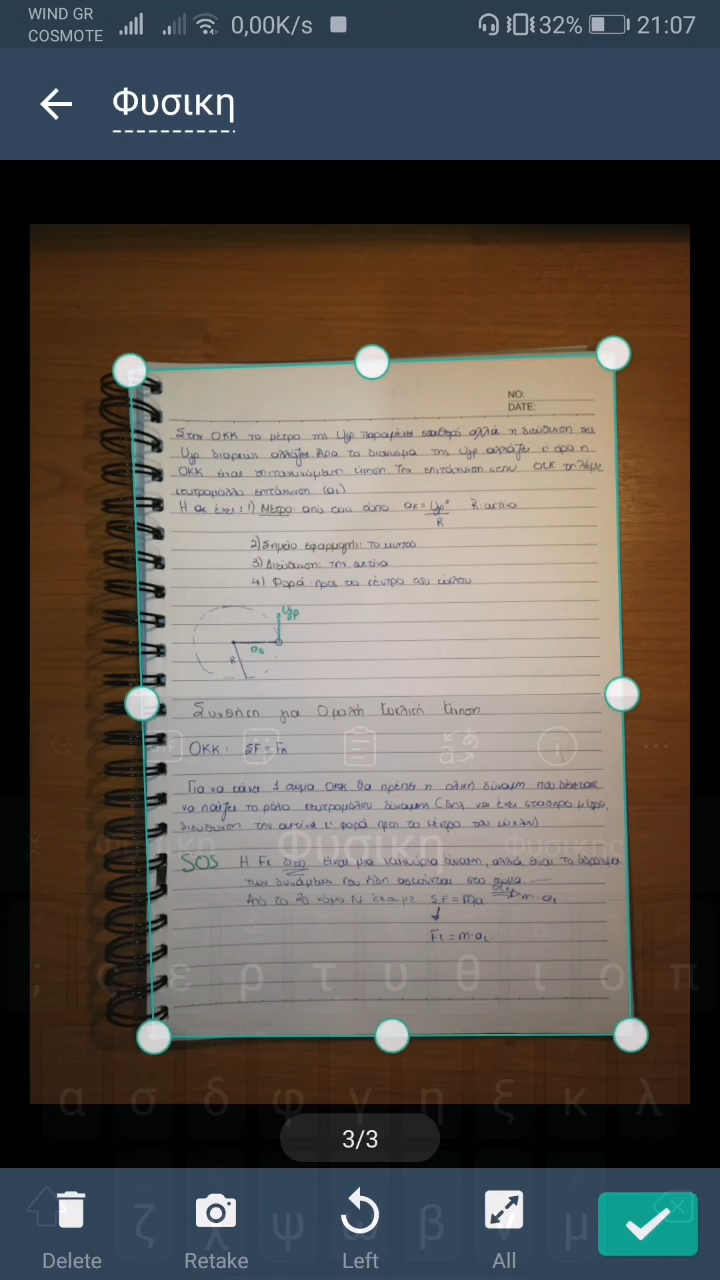 WIND GR
COSMOTE
0,00K/s
32%
21:07
Φυσικη
NO:
DATE:
Στην ΟΚΚ το μέτρο της Υγρ παραμένει σταθερό αλλά η διεύθυνση της
Υγρ διαρκώς αλλάζει. Άρα το διάνυσμα της Υγρ αλλάζει κ' άρα η
ΟΚΚ είναι επιταχυνόμενη κίνηση. Την επιτάχυνση στην ΟΚΚ τη λέμε
κεντρομόλο επιτάχυνση (ακ)
Η ακ έχει: 1) Μέτρο: από τον τύπο ακ = Υγρ² / R R: ακτίνα
2) Σημείο εφαρμογής: το κινητό
3) Διεύθυνση: την ακτίνα
4) Φορά προς το κέντρο του κύκλου
Υγρ
ακ
R
Συνθήκη για Ομαλή Κυκλική Κίνηση
ΟΚΚ: ΣF = Fκ
Για να κάνει 1 σώμα ΟΚΚ θα πρέπει η ολική δύναμη που δέχεται
να παίζει το ρόλο κεντρομόλου δύναμης (δηλ να έχει σταθερό μέτρο,
διεύθυνση την ακτίνα κ' φορά προς το κέντρο του κύκλου)
SOS Η Fκ δεν είναι μια καινούρια δύναμη, αλλά είναι το άθροισμα
των δυνάμεων που ήδη ασκούνται στο σώμα.
Από το 2ο νόμο Ν έχουμε ΣF = ma m·ακ
Fκ = m·ακ
Φυσική
Φυσικής
; ς ε ρ τ υ θ ι ο π
α σ δ φ γ η ξ κ λ
3/3
ζ χ ψ ω β ν μ
Delete
Retake
Left
All